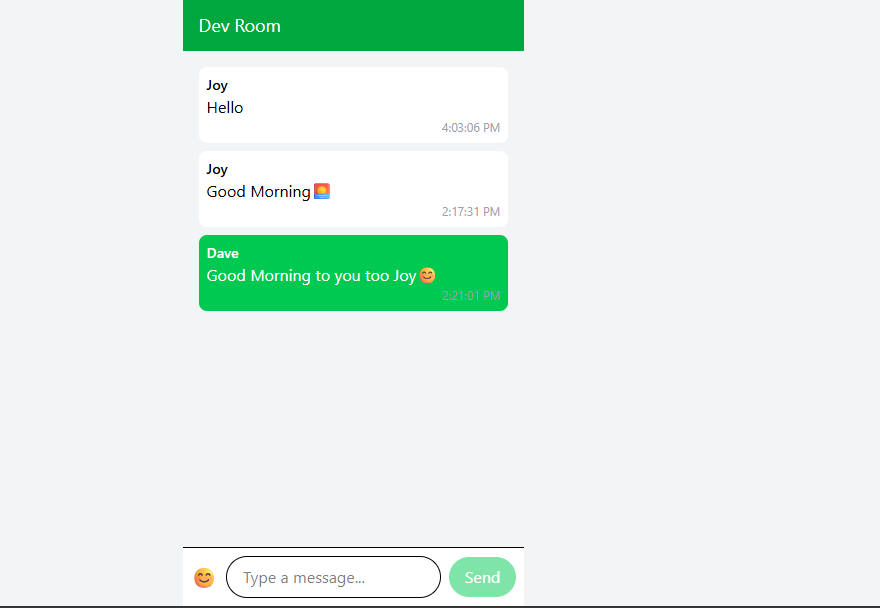 Dev Room
Joy
Hello
4:03:06 PM
Joy
Good Morning🌅
2:17:31 PM
Dave
Good Morning to you too Joy😊
2:21:01 PM
😊 Type a message... Send